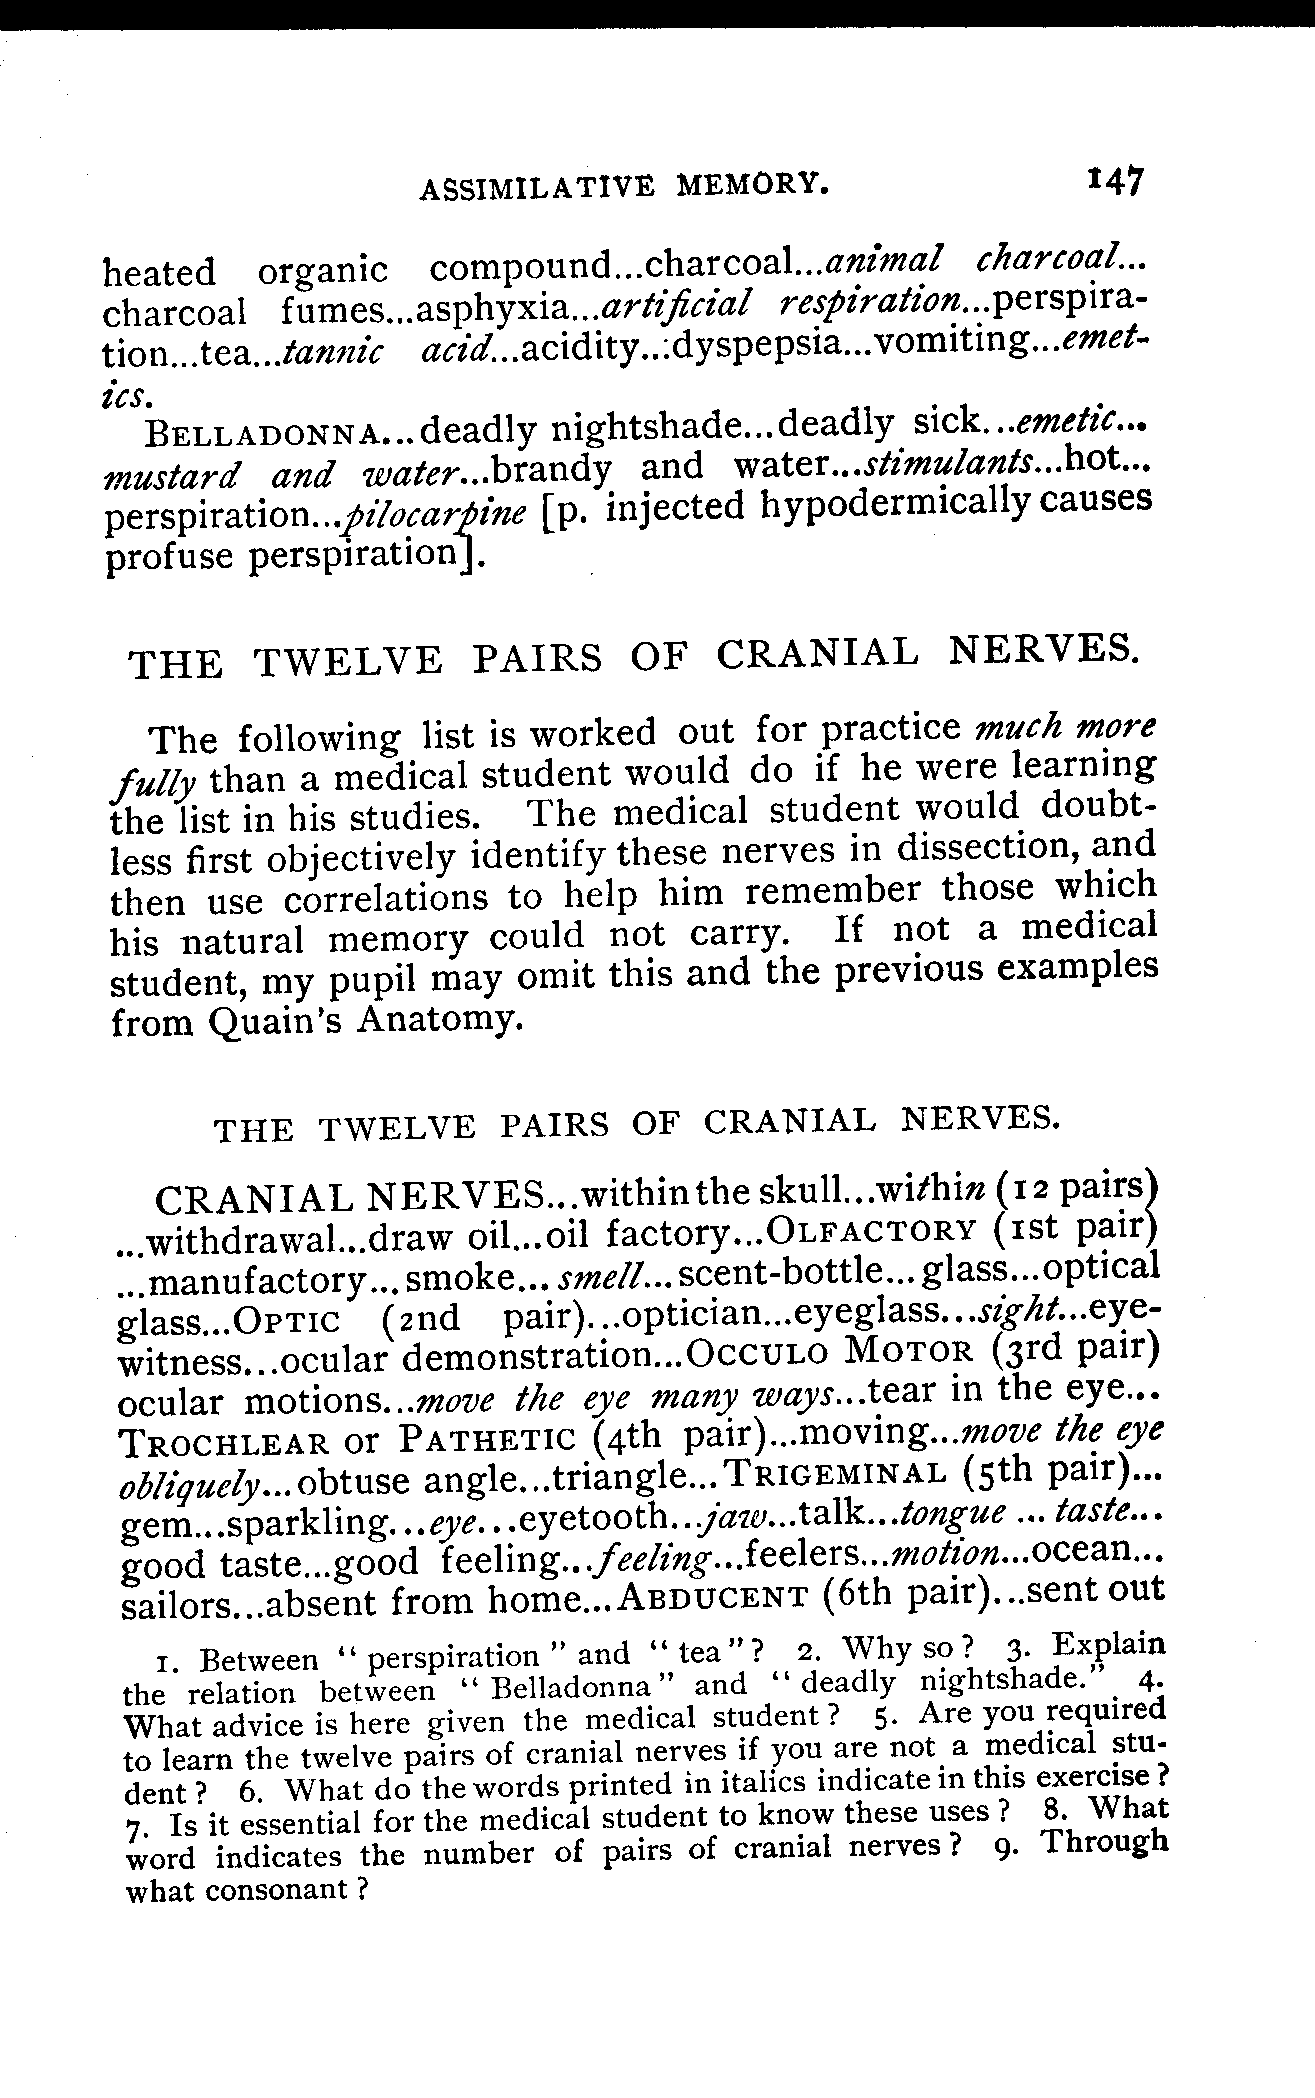 ASSIMILATIVE MEMORY. 147
heated organic compound...charcoal...animal charcoal...
charcoal fumes...asphyxia...artificial respiration...perspira-
tion...tea...tannic acid...acidity..:dyspepsia...vomiting...emet-
ics.
BELLADONNA...deadly nightshade...deadly sick...emetic...
mustard and water...brandy and water...stimulants...hot...
perspiration...pilocarpine [p. injected hypodermically causes
profuse perspiration].
THE TWELVE PAIRS OF CRANIAL NERVES.
The following list is worked out for practice much more
fully than a medical student would do if he were learning
the list in his studies. The medical student would doubt-
less first objectively identify these nerves in dissection, and
then use correlations to help him remember those which
his natural memory could not carry. If not a medical
student, my pupil may omit this and the previous examples
from Quain's Anatomy.
THE TWELVE PAIRS OF CRANIAL NERVES.
CRANIAL NERVES...within the skull...within (12 pairs)
...withdrawal...draw oil...oil factory...OLFACTORY (1st pair)
...manufactory...smoke...smell...scent-bottle...glass...optical
glass...OPTIC (2nd pair)...optician...eyeglass...sight...eye-
witness...ocular demonstration...OCCULO MOTOR (3rd pair)
ocular motions...move the eye many ways...tear in the eye...
TROCHLEAR or PATHETIC (4th pair)...moving...move the eye
obliquely...obtuse angle...triangle...TRIGEMINAL (5th pair)...
gem...sparkling...eye...eyetooth...jaw...talk...tongue ... taste...
good taste...good feeling...feeling...feelers...motion...ocean...
sailors...absent from home...ABDUCENT (6th pair)...sent out
1. Between "perspiration" and "tea"? 2. Why so? 3. Explain
the relation between "Belladonna" and "deadly nightshade." 4.
What advice is here given the medical student? 5. Are you required
to learn the twelve pairs of cranial nerves if you are not a medical stu-
dent? 6. What do the words printed in italics indicate in this exercise?
7. Is it essential for the medical student to know these uses? 8. What
word indicates the number of pairs of cranial nerves? 9. Through
what consonant?